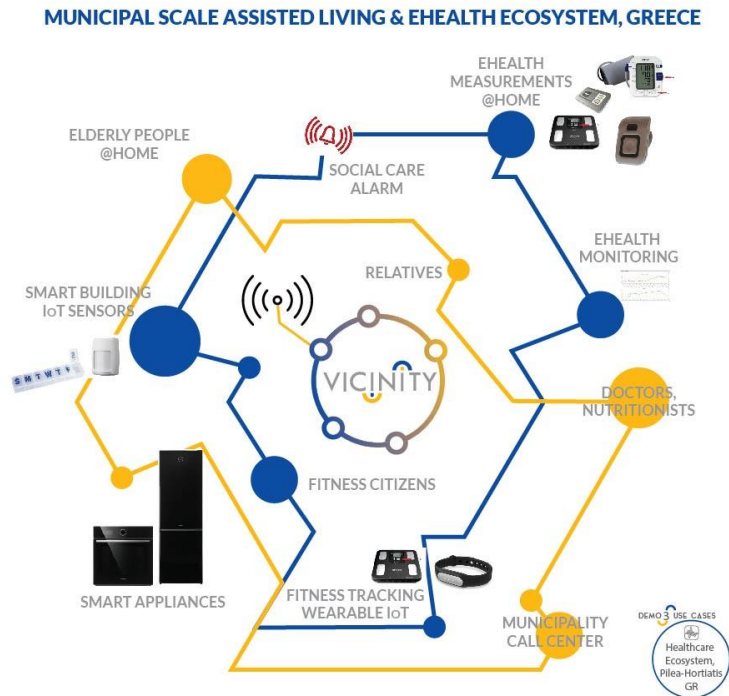 MUNICIPAL SCALE ASSISTED LIVING & EHEALTH ECOSYSTEM, GREECE
EHEALTH
MEASUREMENTS
@HOME
ELDERLY PEOPLE
@HOME
SOCIAL CARE
ALARM
EHEALTH
MONITORING
RELATIVES
SMART BUILDING
IoT SENSORS
S M T W T F
VICINITY
DOCTORS,
NUTRITIONISTS
FITNESS CITIZENS
SMART APPLIANCES
FITNESS TRACKING
WEARABLE IoT
MUNICIPALITY
CALL CENTER
DEMO 3 USE CASES
Healthcare
Ecosystem,
Pilea-Hortiatis
GR